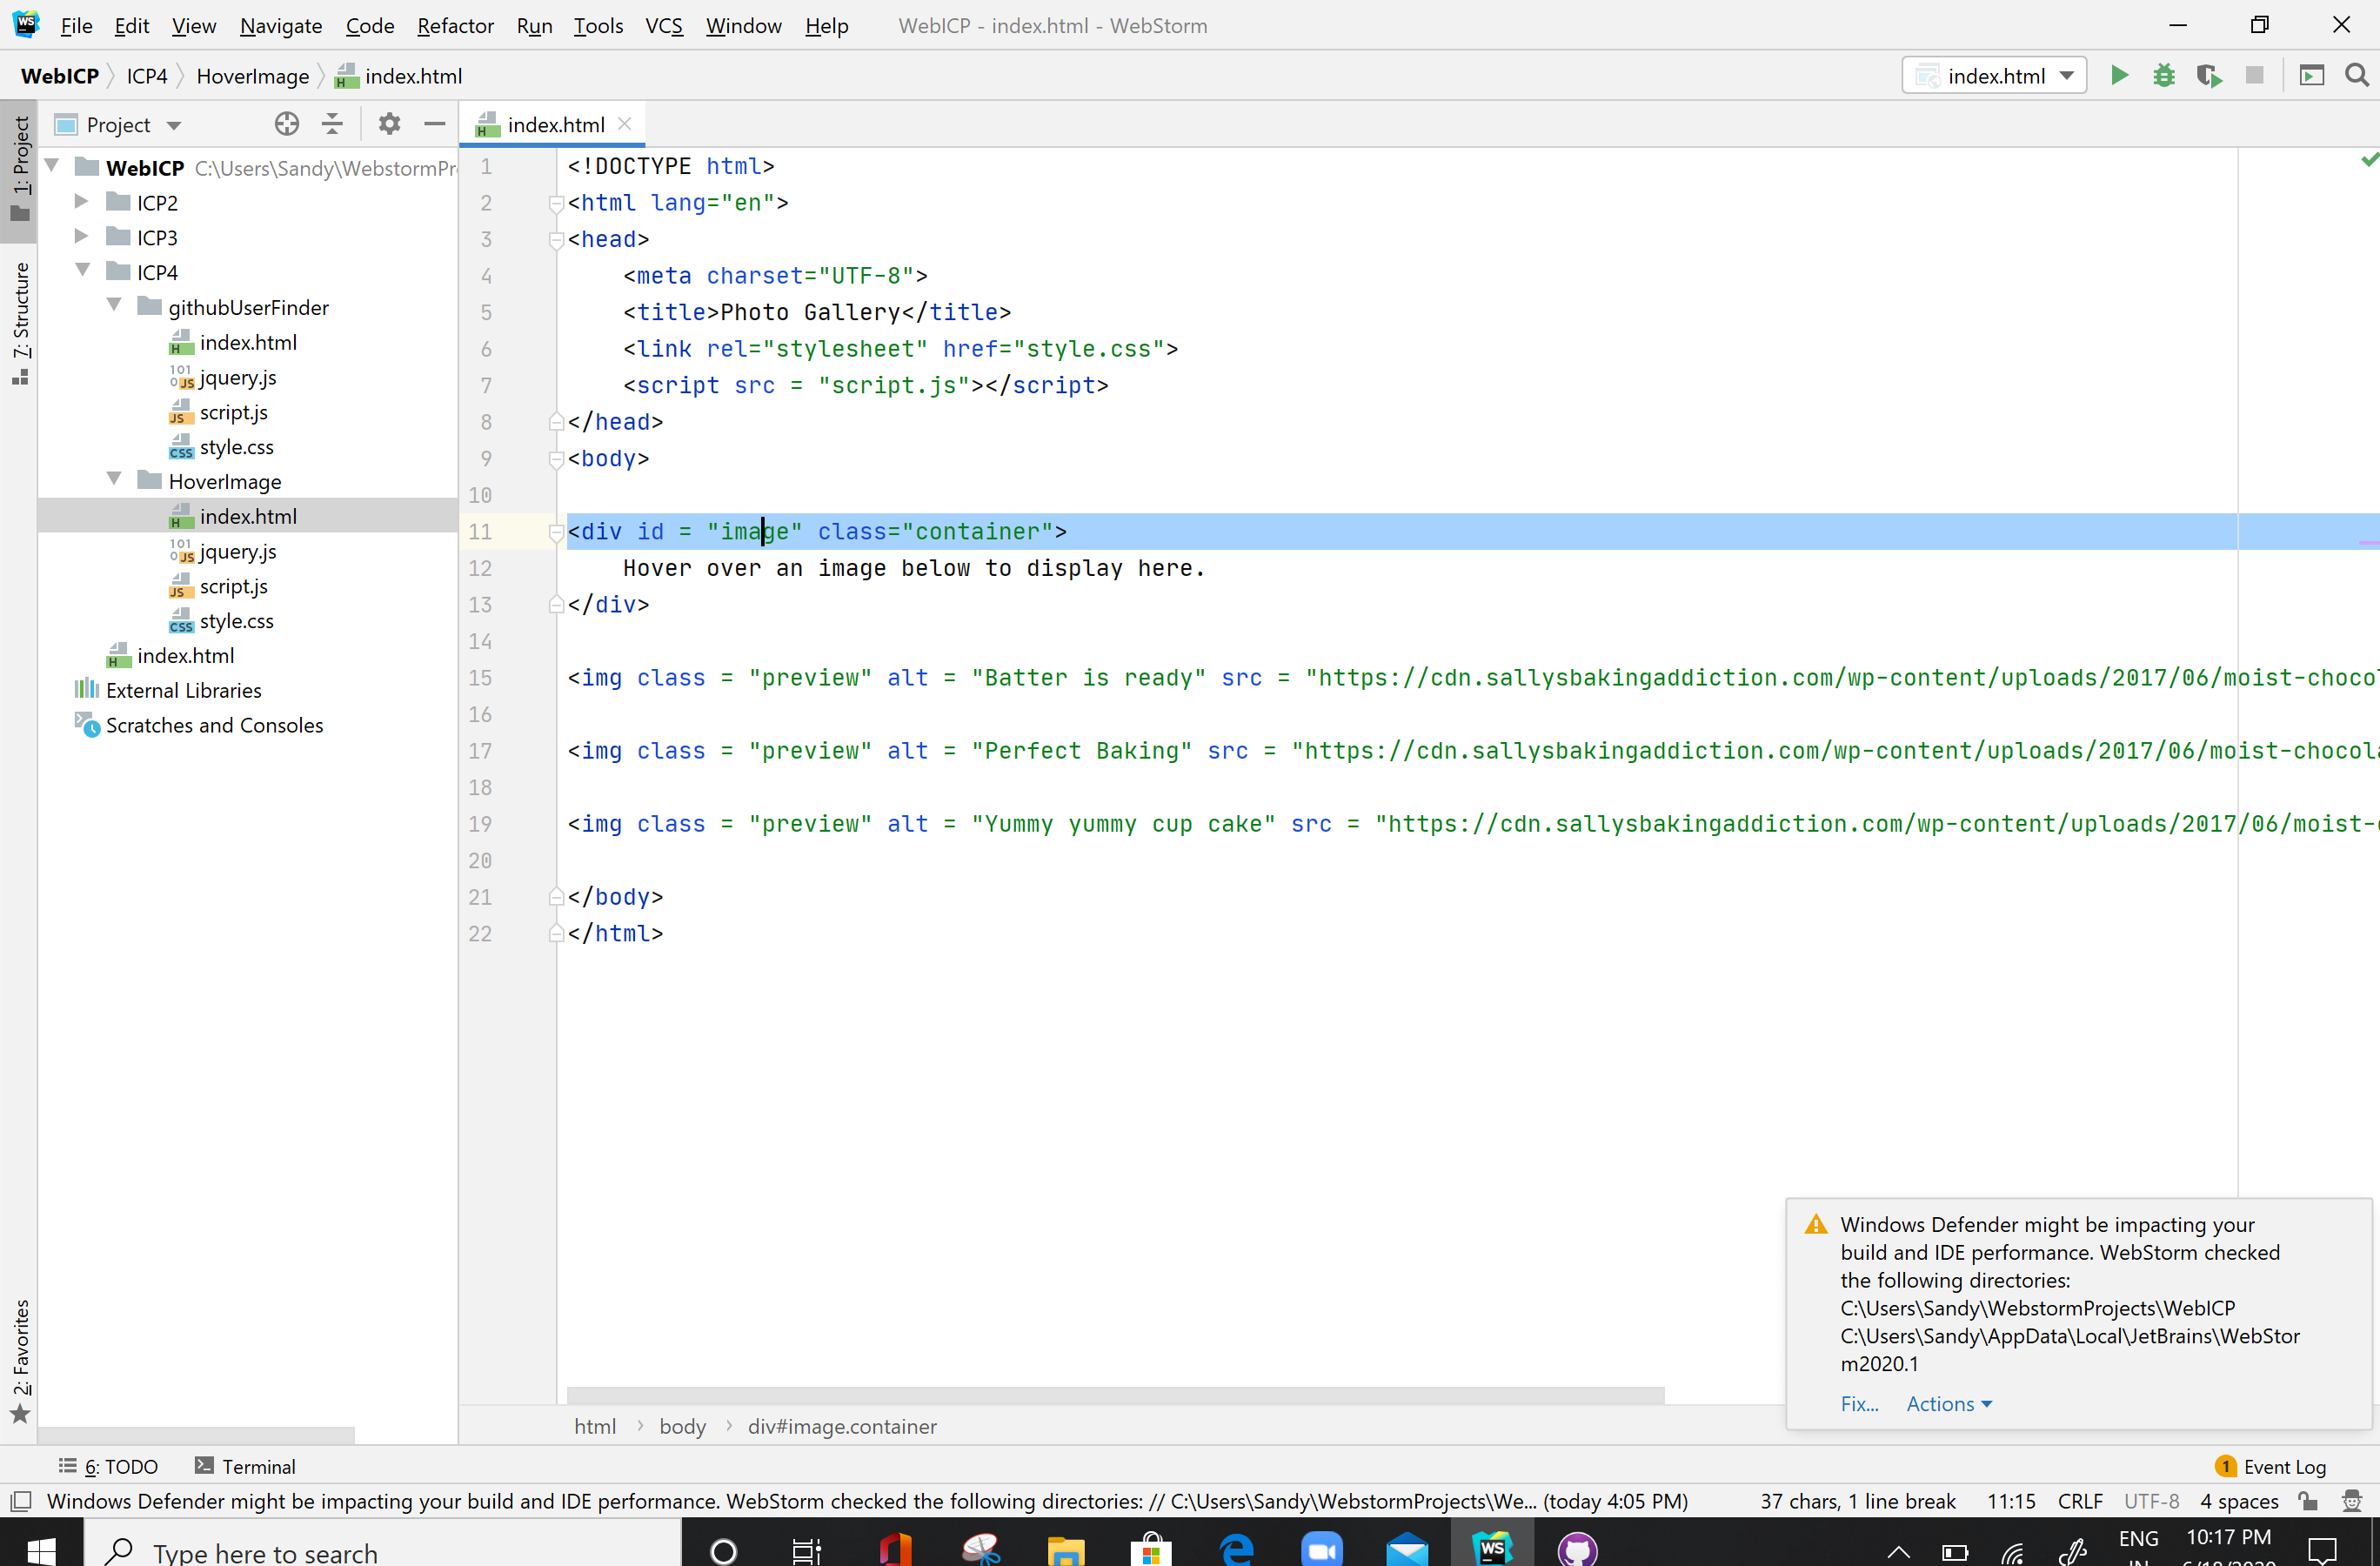 File Edit View Navigate Code Refactor Run Tools VCS Window Help WebICP - index.html - WebStorm
WebICP ICP4 HoverImage index.html
index.html
1: Project
7: Structure
2: Favorites
Project
WebICP C:\Users\Sandy\WebstormPr
ICP2
ICP3
ICP4
githubUserFinder
index.html
jquery.js
script.js
style.css
HoverImage
index.html
jquery.js
script.js
style.css
index.html
External Libraries
Scratches and Consoles
index.html
1 <!DOCTYPE html>
2 <html lang="en">
3 <head>
4 <meta charset="UTF-8">
5 <title>Photo Gallery</title>
6 <link rel="stylesheet" href="style.css">
7 <script src = "script.js"></script>
8 </head>
9 <body>
10
11 <div id = "image" class="container">
12 Hover over an image below to display here.
13 </div>
14
15 <img class = "preview" alt = "Batter is ready" src = "https://cdn.sallysbakingaddiction.com/wp-content/uploads/2017/06/moist-choco
16
17 <img class = "preview" alt = "Perfect Baking" src = "https://cdn.sallysbakingaddiction.com/wp-content/uploads/2017/06/moist-chocol
18
19 <img class = "preview" alt = "Yummy yummy cup cake" src = "https://cdn.sallysbakingaddiction.com/wp-content/uploads/2017/06/moist-
20
21 </body>
22 </html>
Windows Defender might be impacting your
build and IDE performance. WebStorm checked
the following directories:
C:\Users\Sandy\WebstormProjects\WebICP
C:\Users\Sandy\AppData\Local\JetBrains\WebStor
m2020.1
Fix... Actions
html body div#image.container
6: TODO Terminal
1 Event Log
Windows Defender might be impacting your build and IDE performance. WebStorm checked the following directories: // C:\Users\Sandy\WebstormProjects\We... (today 4:05 PM) 37 chars, 1 line break 11:15 CRLF UTF-8 4 spaces
Type here to search
WS
ENG 10:17 PM